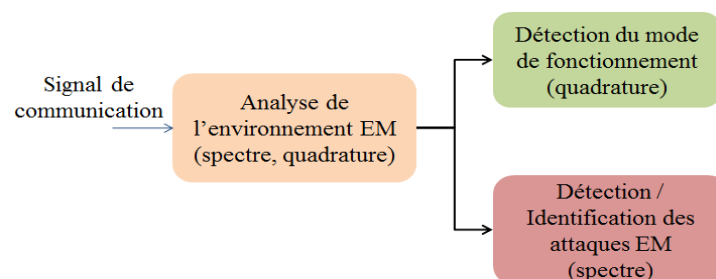 Signal de
communication
Analyse de
l’environnement EM
(spectre, quadrature)
Détection du mode
de fonctionnement
(quadrature)
Détection /
Identification des
attaques EM
(spectre)